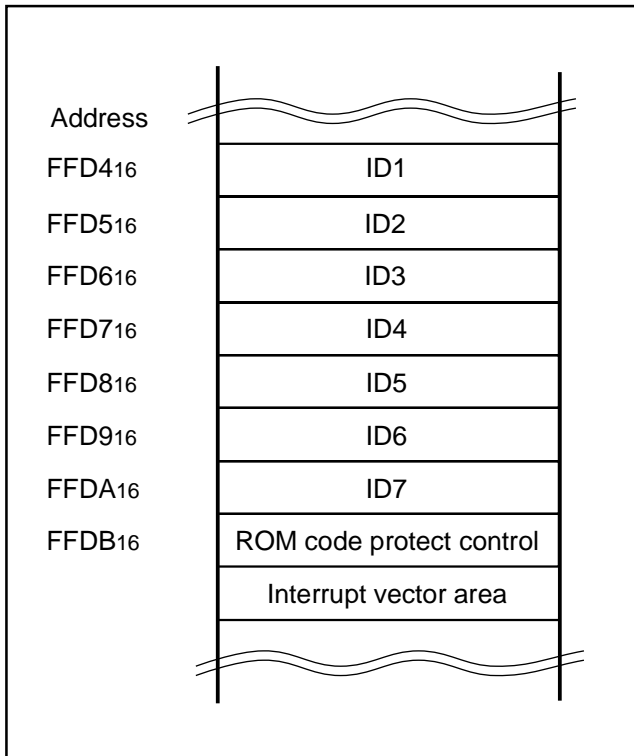 Address
FFD416 ID1
FFD516 ID2
FFD616 ID3
FFD716 ID4
FFD816 ID5
FFD916 ID6
FFDA16 ID7
FFDB16 ROM code protect control
Interrupt vector area